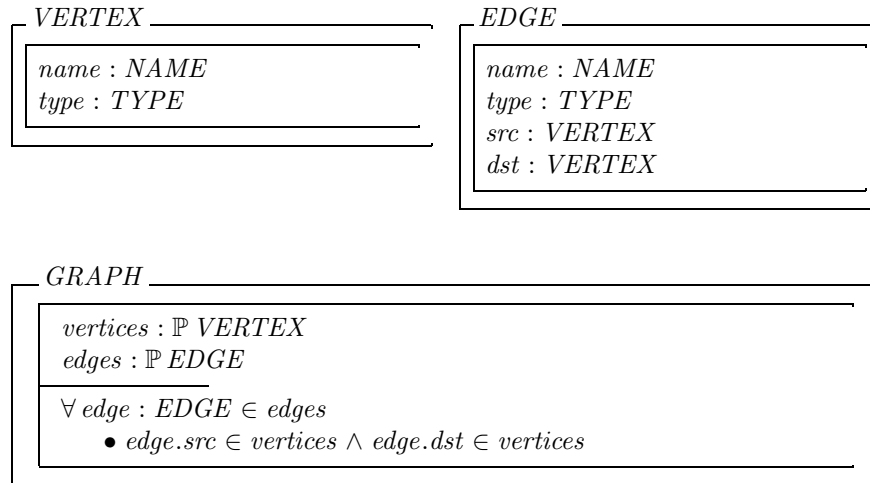 VERTEX
name : NAME
type : TYPE
EDGE
name : NAME
type : TYPE
src : VERTEX
dst : VERTEX
GRAPH
vertices : ℙ VERTEX
edges : ℙ EDGE
∀ edge : EDGE ∈ edges
• edge.src ∈ vertices ∧ edge.dst ∈ vertices